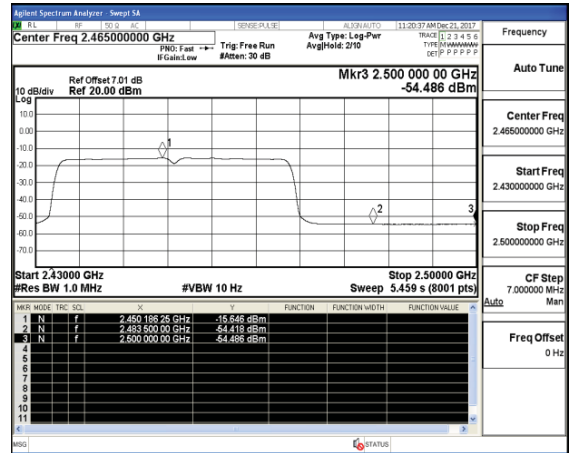 Agilent Spectrum Analyzer - Swept SA
RL RF 50 Ω AC SENSE:PULSE ALIGN AUTO 11:20:37 AM Dec 21, 2017
Center Freq 2.465000000 GHz Avg Type: Log-Pwr TRACE 1 2 3 4 5 6
PNO: Fast Trig: Free Run Avg|Hold: 2/10 TYPE MWWWWW
IFGain:Low #Atten: 30 dB DET P P P P P P
Mkr3 2.500 000 00 GHz
-54.486 dBm
Ref Offset 7.01 dB
10 dB/div Ref 20.00 dBm
Log
10.0
0.00
-10.0
-20.0
-30.0
-40.0
-50.0
-60.0
-70.0
1
2
3
Start 2.43000 GHz Stop 2.50000 GHz
#Res BW 1.0 MHz #VBW 10 Hz Sweep 5.459 s (8001 pts)
MKR MODE TRC SCL X Y FUNCTION FUNCTION WIDTH FUNCTION VALUE
1 N f 2.450 186 25 GHz -15.646 dBm
2 N f 2.483 500 00 GHz -54.418 dBm
3 N f 2.500 000 00 GHz -54.486 dBm
4
5
6
7
8
9
10
11
MSG STATUS
Frequency
Auto Tune
Center Freq
2.465000000 GHz
Start Freq
2.430000000 GHz
Stop Freq
2.500000000 GHz
CF Step
7.000000 MHz
Auto Man
Freq Offset
0 Hz